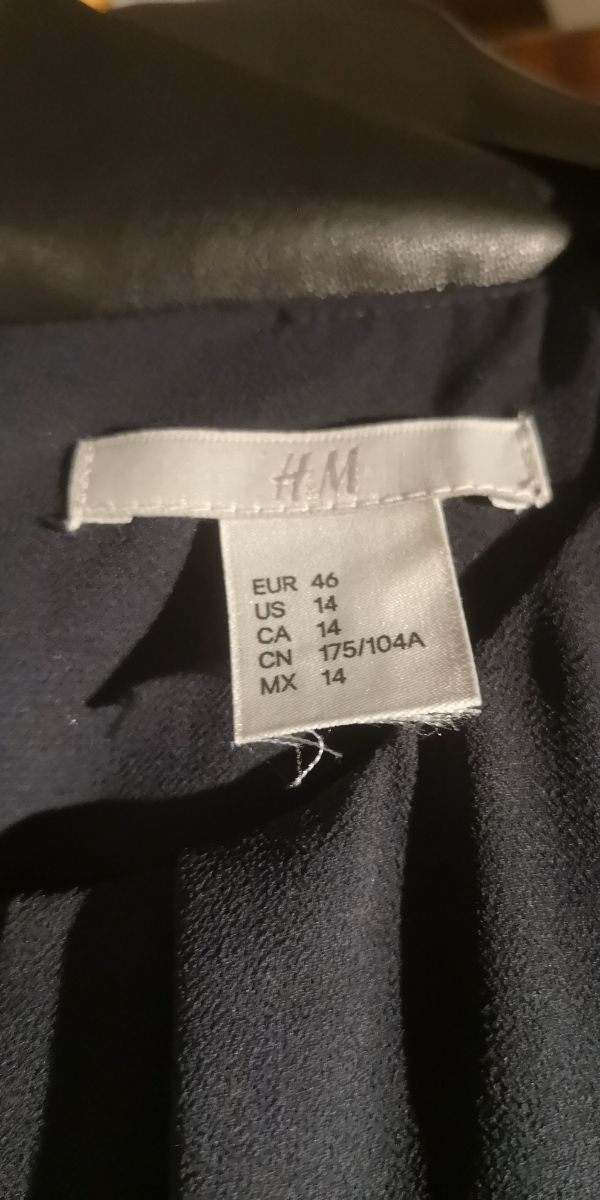 H&M
EUR 46
US 14
CA 14
CN 175/104A
MX 14